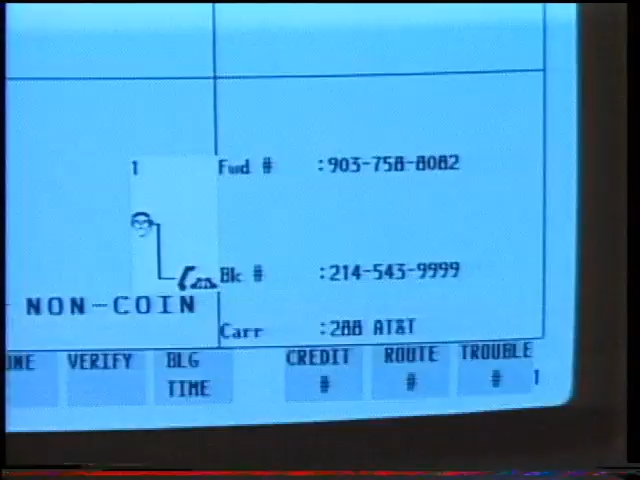 1 Fwd # :903-758-8082
Bk # :214-543-9999
NON-COIN
Carr :288 AT&T
VERIFY BLG TIME CREDIT # ROUTE # TROUBLE # 1